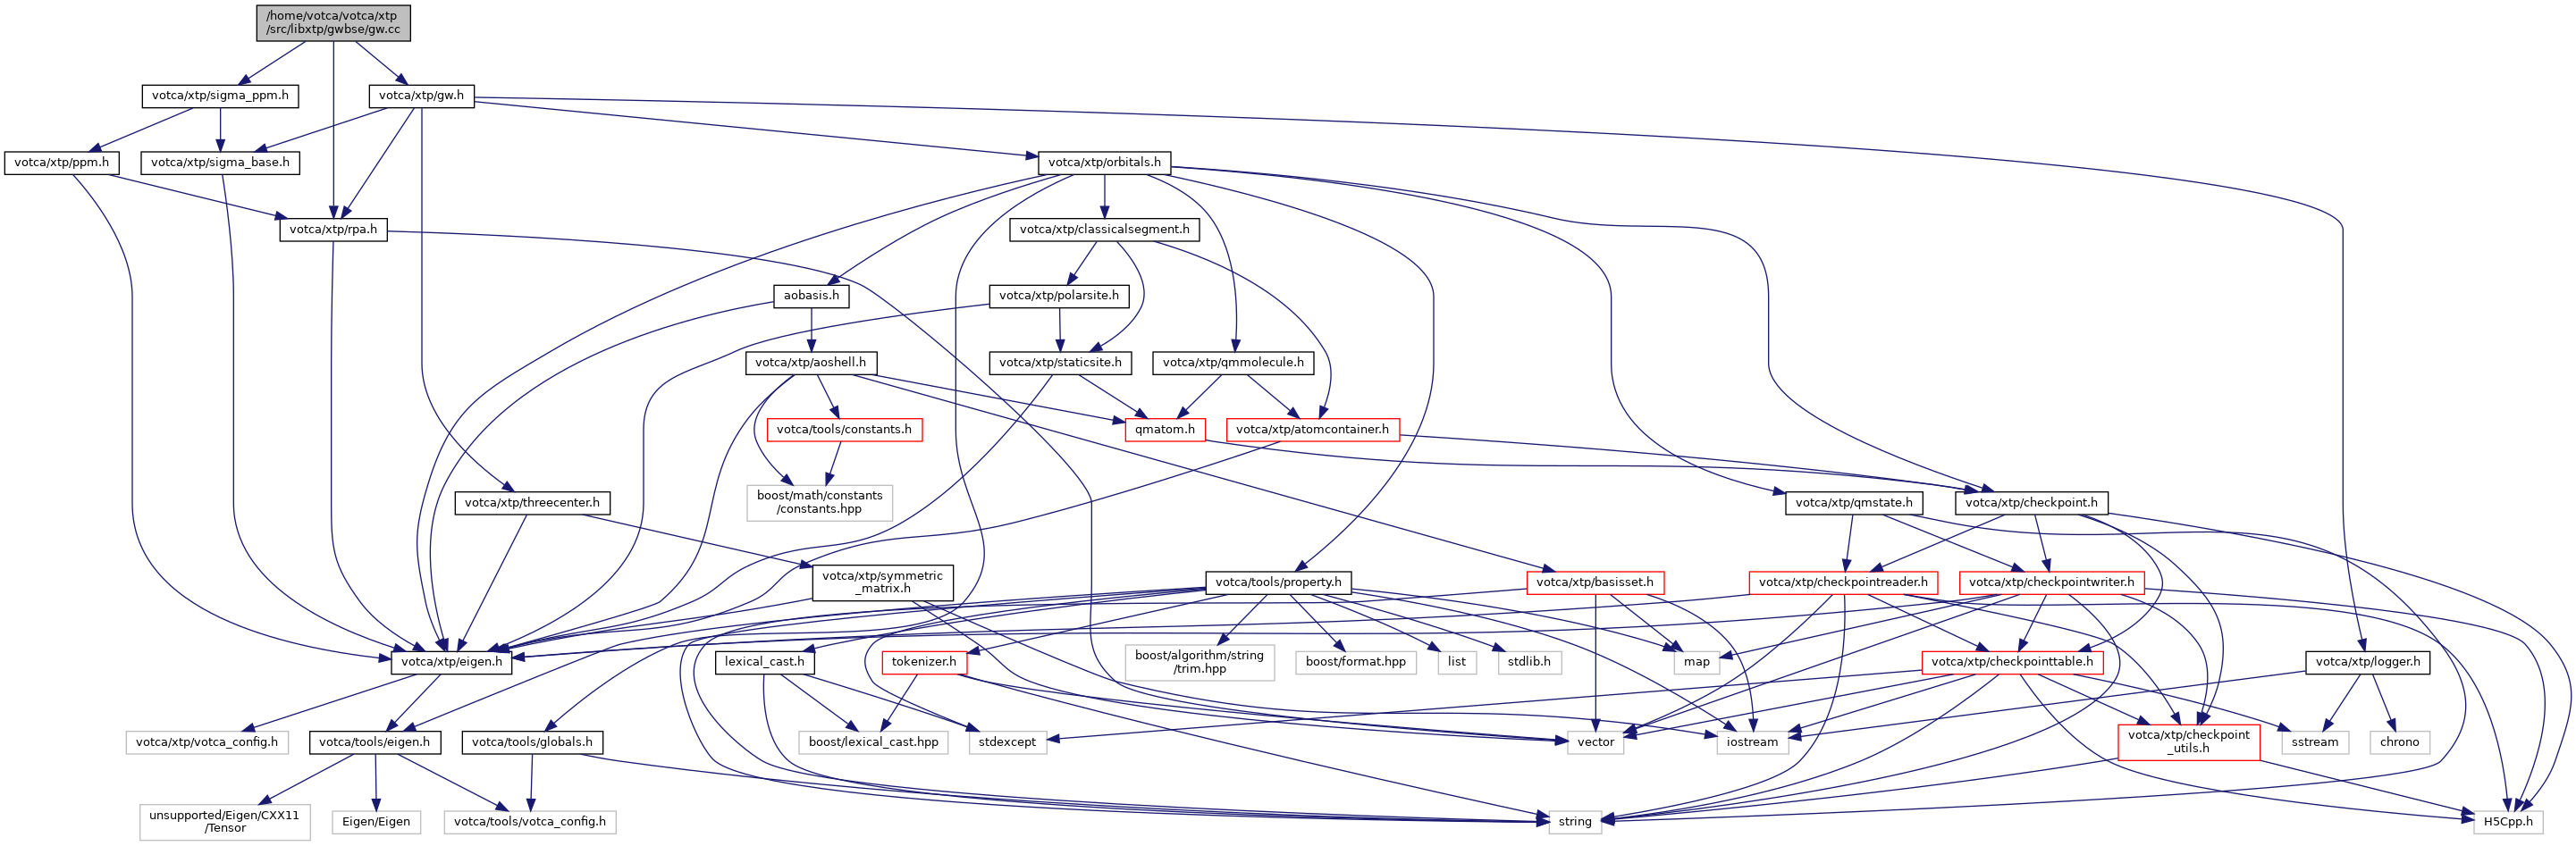 /home/votca/votca/xtp
/src/libxtp/gwbse/gw.cc
votca/xtp/sigma_ppm.h
votca/xtp/gw.h
votca/xtp/ppm.h
votca/xtp/sigma_base.h
votca/xtp/orbitals.h
votca/xtp/rpa.h
votca/xtp/classicalsegment.h
aobasis.h
votca/xtp/polarsite.h
votca/xtp/aoshell.h
votca/xtp/staticsite.h
votca/xtp/qmmolecule.h
votca/tools/constants.h
qmatom.h
votca/xtp/atomcontainer.h
votca/xtp/threecenter.h
boost/math/constants
/constants.hpp
votca/xtp/qmstate.h
votca/xtp/checkpoint.h
votca/xtp/symmetric
_matrix.h
votca/tools/property.h
votca/xtp/basisset.h
votca/xtp/checkpointreader.h
votca/xtp/checkpointwriter.h
votca/xtp/eigen.h
lexical_cast.h
tokenizer.h
boost/algorithm/string
/trim.hpp
boost/format.hpp
list
stdlib.h
map
votca/xtp/checkpointtable.h
votca/xtp/logger.h
votca/xtp/votca_config.h
votca/tools/eigen.h
votca/tools/globals.h
boost/lexical_cast.hpp
stdexcept
vector
iostream
votca/xtp/checkpoint
_utils.h
sstream
chrono
unsupported/Eigen/CXX11
/Tensor
Eigen/Eigen
votca/tools/votca_config.h
string
H5Cpp.h